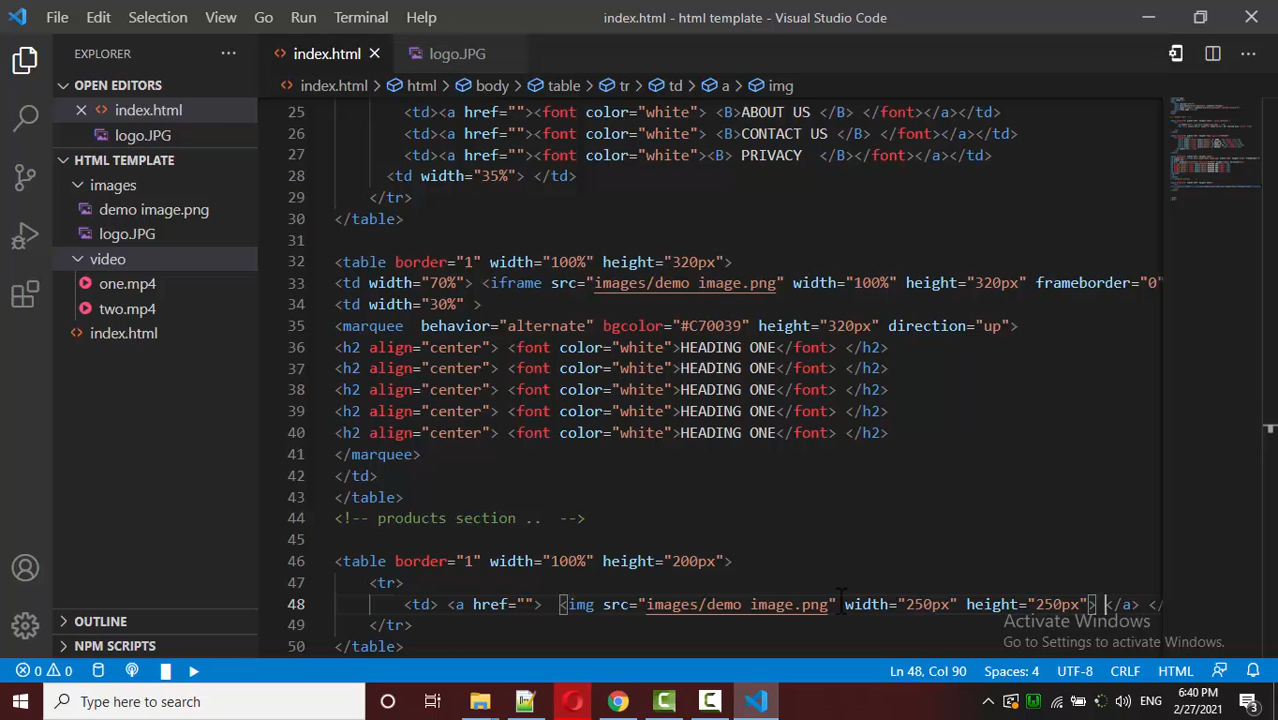 File Edit Selection View Go Run Terminal Help index.html - html template - Visual Studio Code
EXPLORER
OPEN EDITORS
index.html
logo.JPG
HTML TEMPLATE
images
demo image.png
logo.JPG
video
one.mp4
two.mp4
index.html
OUTLINE
NPM SCRIPTS
index.html logo.JPG
index.html > html > body > table > tr > td > a > img
25 <td><a href=""><font color="white"> <B>ABOUT US </B> </font></a></td>
26 <td><a href=""><font color="white"> <B>CONTACT US </B> </font></a></td>
27 <td><a href=""><font color="white"><B> PRIVACY  </B></font></a></td>
28 <td width="35%"> </td>
29 </tr>
30 </table>
31
32 <table border="1" width="100%" height="320px">
33 <td width="70%"> <iframe src="images/demo image.png" width="100%" height="320px" frameborder="0"
34 <td width="30%" >
35 <marquee  behavior="alternate" bgcolor="#C70039" height="320px" direction="up">
36 <h2 align="center"> <font color="white">HEADING ONE</font> </h2>
37 <h2 align="center"> <font color="white">HEADING ONE</font> </h2>
38 <h2 align="center"> <font color="white">HEADING ONE</font> </h2>
39 <h2 align="center"> <font color="white">HEADING ONE</font> </h2>
40 <h2 align="center"> <font color="white">HEADING ONE</font> </h2>
41 </marquee>
42 </td>
43 </table>
44 <!-- products section ..  -->
45
46 <table border="1" width="100%" height="200px">
47 <tr>
48 <td> <a href="">  <img src="images/demo image.png" width="250px" height="250px"> </a> </
49 </tr>
50 </table>
Activate Windows
Go to Settings to activate Windows.
0 0 Ln 48, Col 90 Spaces: 4 UTF-8 CRLF HTML
Type here to search ENG 6:40 PM
2/27/2021 3